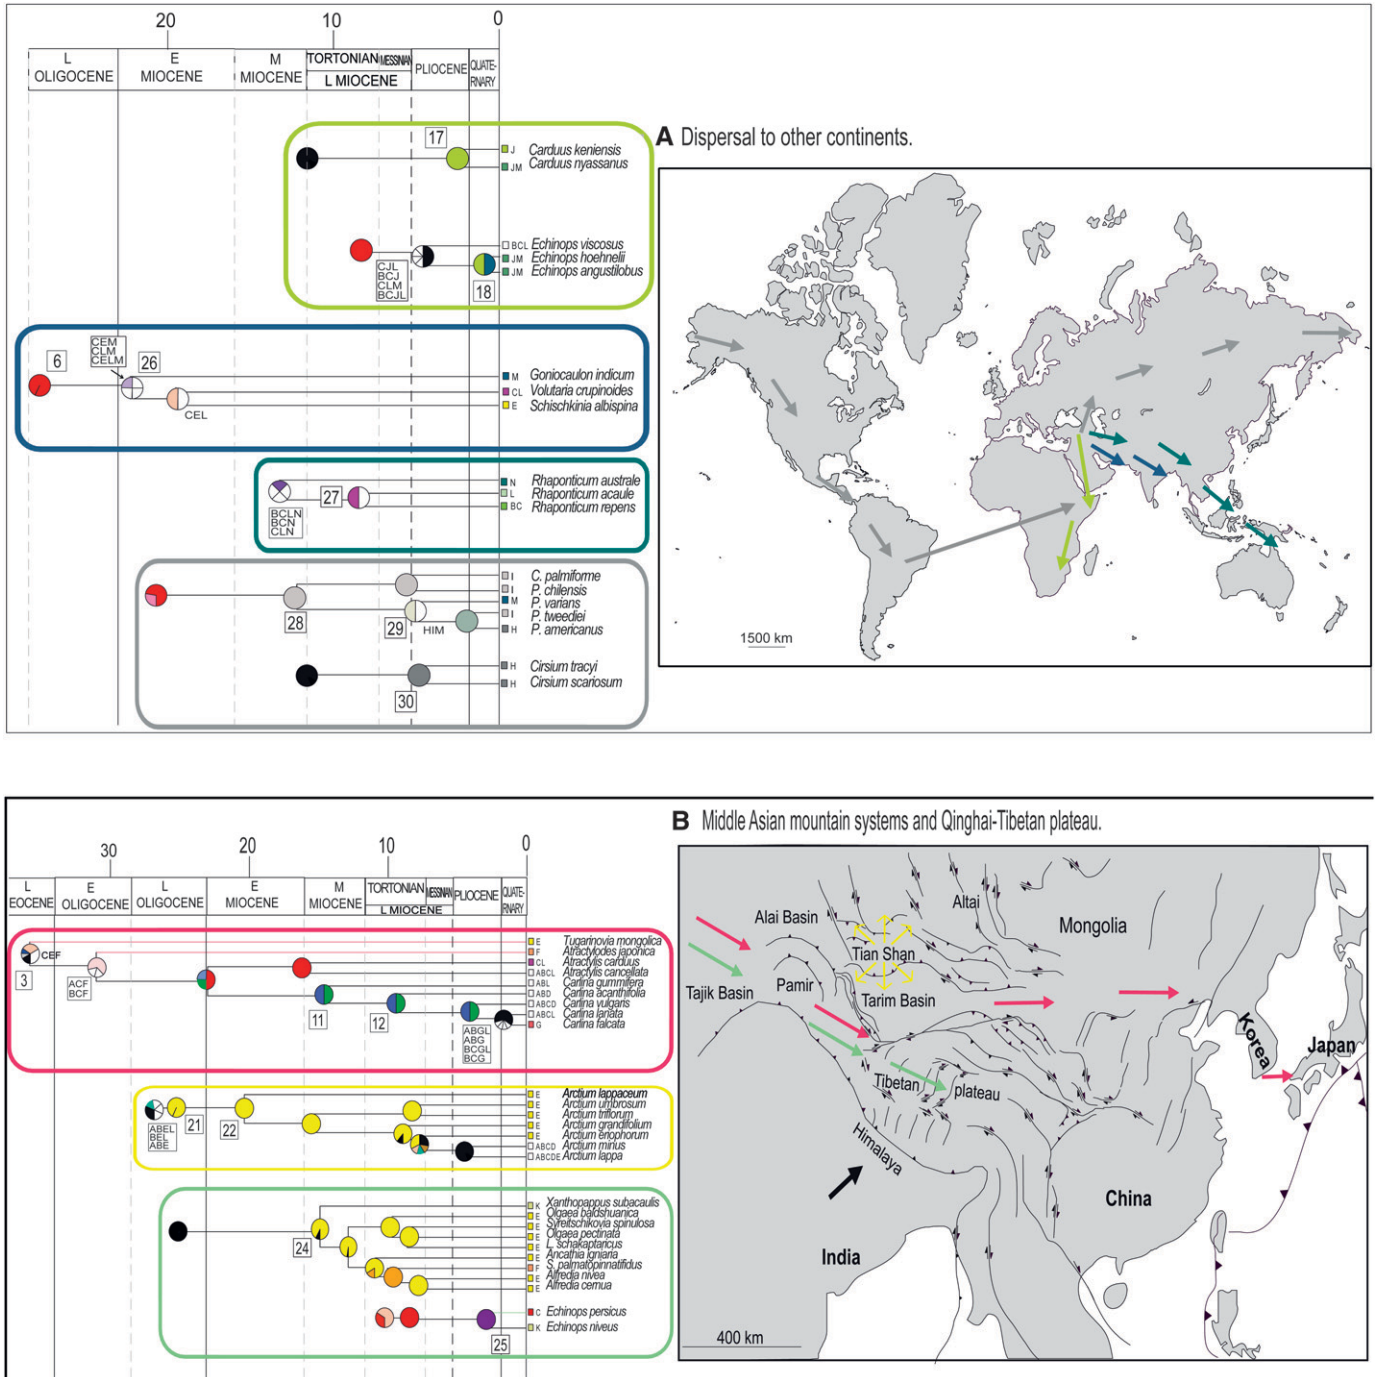 20
10
0
L
OLIGOCENE
E
MIOCENE
M
MIOCENE
TORTONIAN
MESSINIAN
L MIOCENE
PLIOCENE
QUATE-
RNARY
17
J Carduus keniensis
JM Carduus nyassanus
BCL Echinops viscosus
JM Echinops hoehnelii
JM Echinops angustilobus
CJL
BCJ
CLM
BCJL
18
6
CEM
CLM
CELM
26
CEL
M Goniocaulon indicum
CL Volutaria crupinoides
E Schischkinia albispina
27
BCLN
BCN
CLN
N Rhaponticum australe
L Rhaponticum acaule
BC Rhaponticum repens
28
29
HIM
I C. palmiforme
I P. chilensis
M P. varians
I P. tweediei
H P. americanus
30
H Cirsium tracyi
H Cirsium scariosum
A Dispersal to other continents.
1500 km
30
20
10
0
L
EOCENE
E
OLIGOCENE
L
OLIGOCENE
E
MIOCENE
M
MIOCENE
TORTONIAN
MESSINIAN
L MIOCENE
PLIOCENE
QUATE-
RNARY
CEF
3
ACF
BCF
11
12
ABGL
ABG
BCGL
BCG
E Tugarinovia mongolica
F Atractylodes japonica
CL Atractylis carduus
ABCL Atractylis cancellata
ABL Carlina gummifera
ABD Carlina acanthifolia
ABCD Carlina vulgaris
ABCL Carlina lanata
G Carlina falcata
ABEL
BEL
ABE
21
22
E Arctium lappaceum
E Arctium umbrosum
E Arctium triflorum
E Arctium grandifolium
E Arctium eriophorum
ABCD Arctium minus
ABCDE Arctium lappa
24
K Xanthopappus subacaulis
E Olgaea baldshuanica
E Syreitschikovia spinulosa
E Olgaea pectinata
E L. schakaptaricus
E Ancathia igniaria
F S. palmatopinnatifidus
E Alfredia nivea
E Alfredia cernua
C Echinops persicus
K Echinops niveus
25
B Middle Asian mountain systems and Qinghai-Tibetan plateau.
Alai Basin
Altai
Mongolia
Tian Shan
Tajik Basin
Pamir
Tarim Basin
Korea
Japan
Tibetan
plateau
Himalaya
China
India
400 km